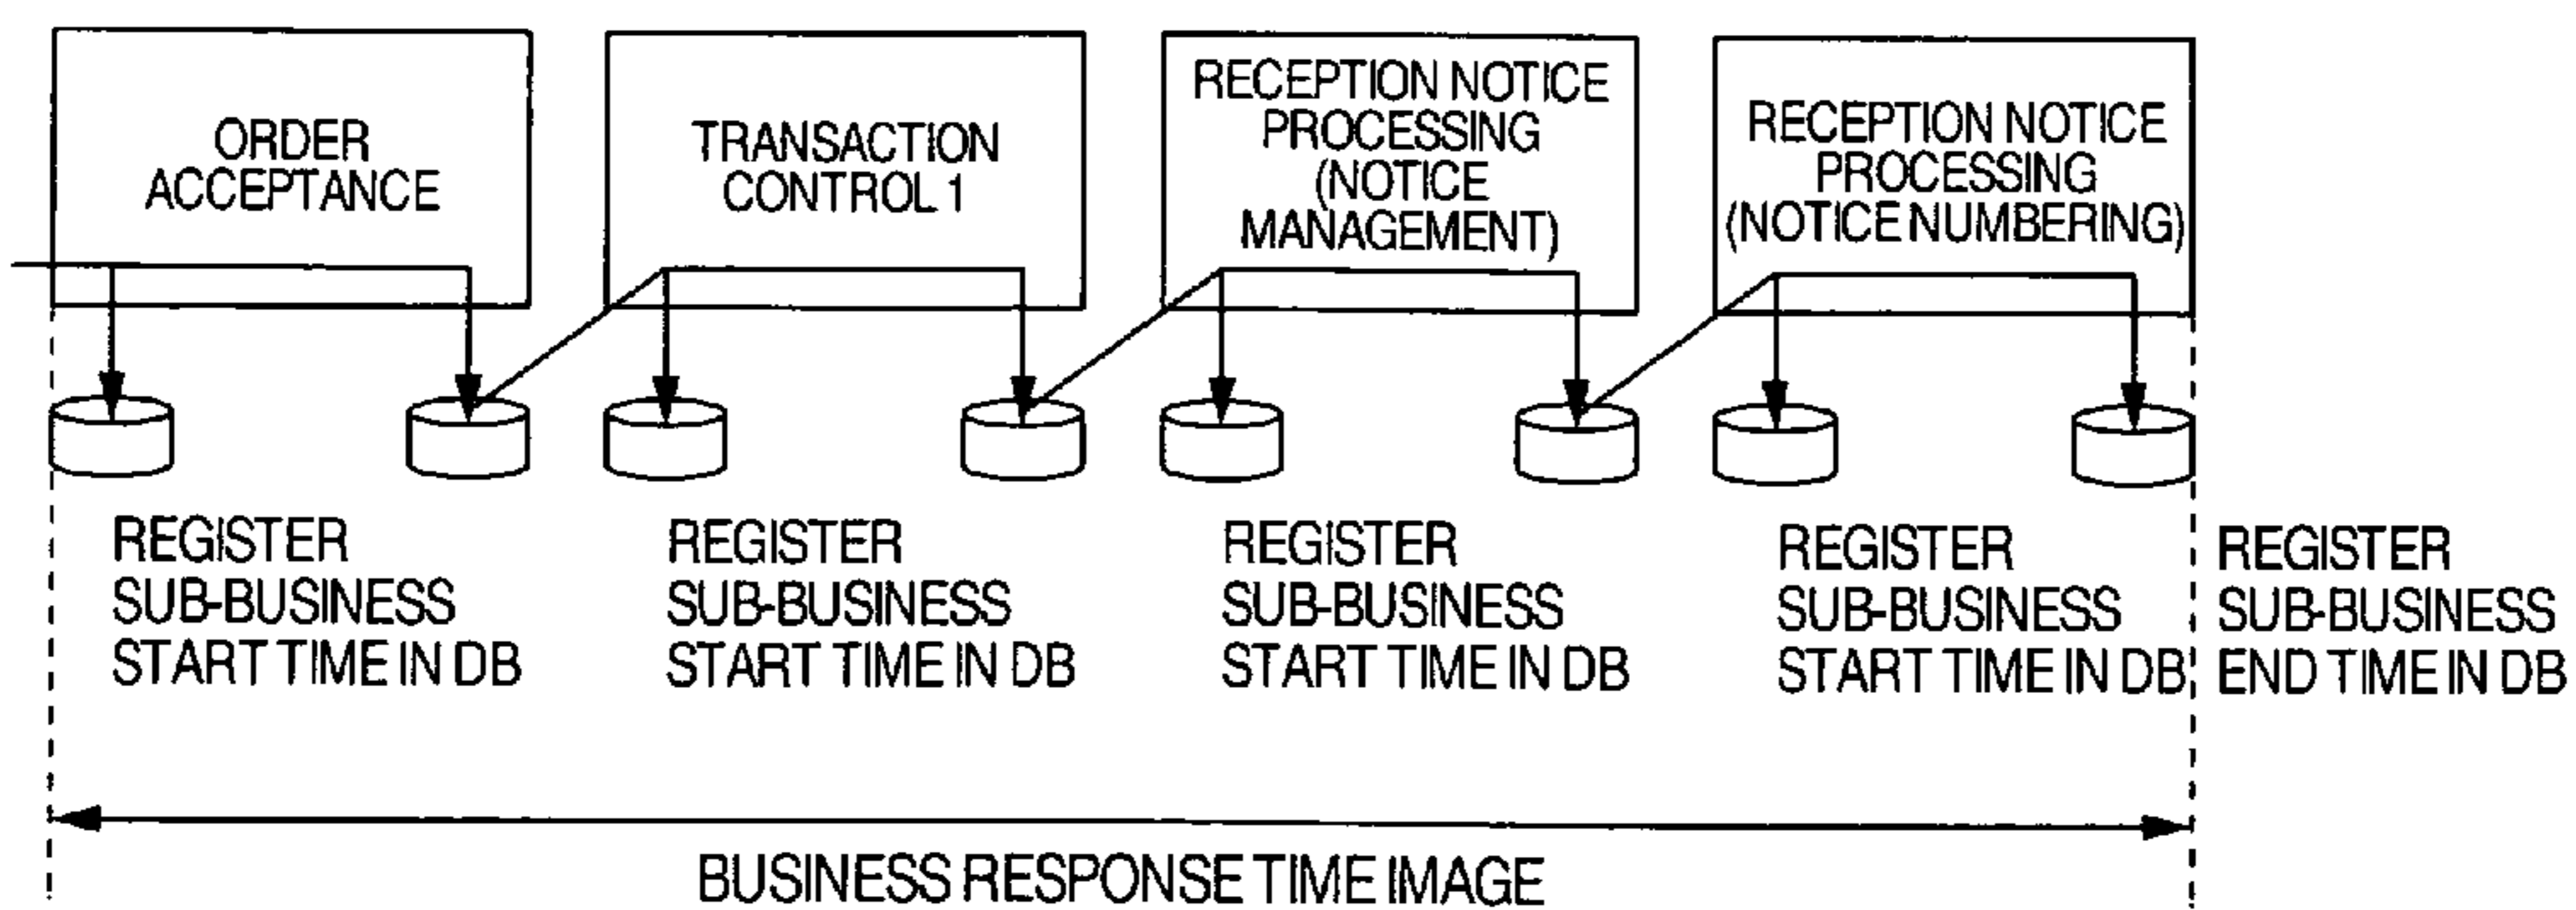 ORDER
ACCEPTANCE
TRANSACTION
CONTROL 1
RECEPTION NOTICE
PROCESSING
(NOTICE
MANAGEMENT)
RECEPTION NOTICE
PROCESSING
(NOTICE NUMBERING)
REGISTER
SUB-BUSINESS
START TIME IN DB
REGISTER
SUB-BUSINESS
START TIME IN DB
REGISTER
SUB-BUSINESS
START TIME IN DB
REGISTER
SUB-BUSINESS
START TIME IN DB
REGISTER
SUB-BUSINESS
END TIME IN DB
BUSINESS RESPONSE TIME IMAGE